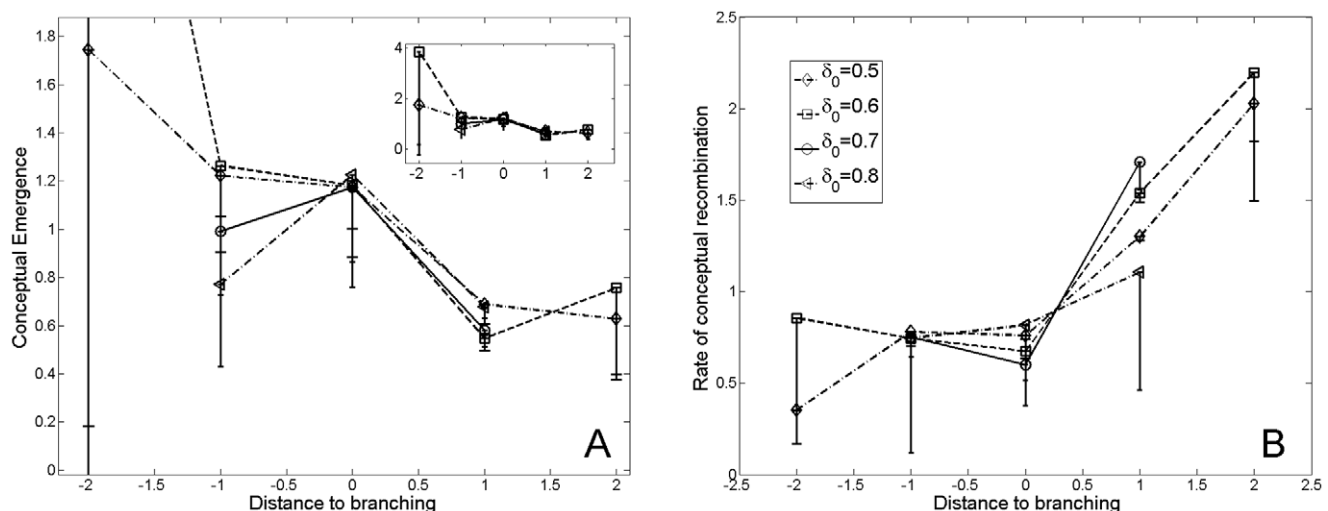 1.8
1.6
1.4
1.2
1
0.8
0.6
0.4
0.2
0
Conceptual Emergence
-2 -1.5 -1 -0.5 0 0.5 1 1.5 2
Distance to branching
A
4
2
0
-2 -1 0 1 2
2.5
2
1.5
1
0.5
0
Rate of conceptual recombination
2.5 -2 -1.5 -1 -0.5 0 0.5 1 1.5 2 2.5
Distance to branching
B
δ0=0.5
δ0=0.6
δ0=0.7
δ0=0.8